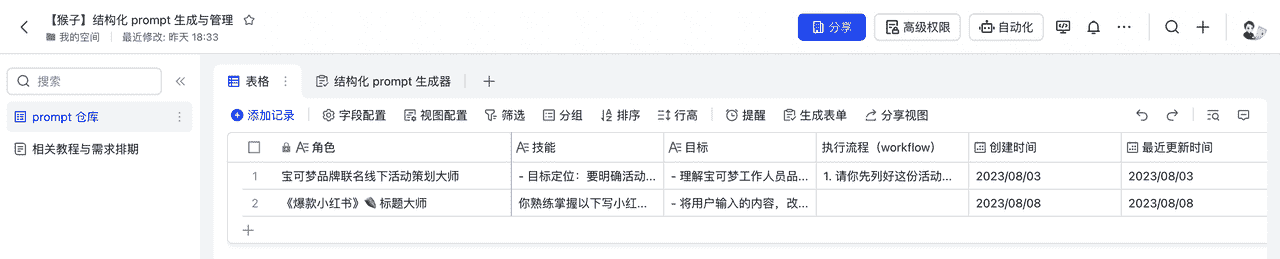 【猴子】结构化 prompt 生成与管理
我的空间 最近修改: 昨天 18:33
分享 高级权限 自动化
搜索
prompt 仓库
相关教程与需求排期
表格 结构化 prompt 生成器
添加记录 字段配置 视图配置 筛选 分组 排序 行高 提醒 生成表单 分享视图
角色 技能 目标 执行流程（workflow） 创建时间 最近更新时间
1 宝可梦品牌联名线下活动策划大师 - 目标定位：要明确活动... - 理解宝可梦工作人员品... 1. 请你先列好这份活动... 2023/08/03 2023/08/03
2 《爆款小红书》✒️ 标题大师 你熟练掌握以下写小红... - 将用户输入的内容，改... 2023/08/08 2023/08/08